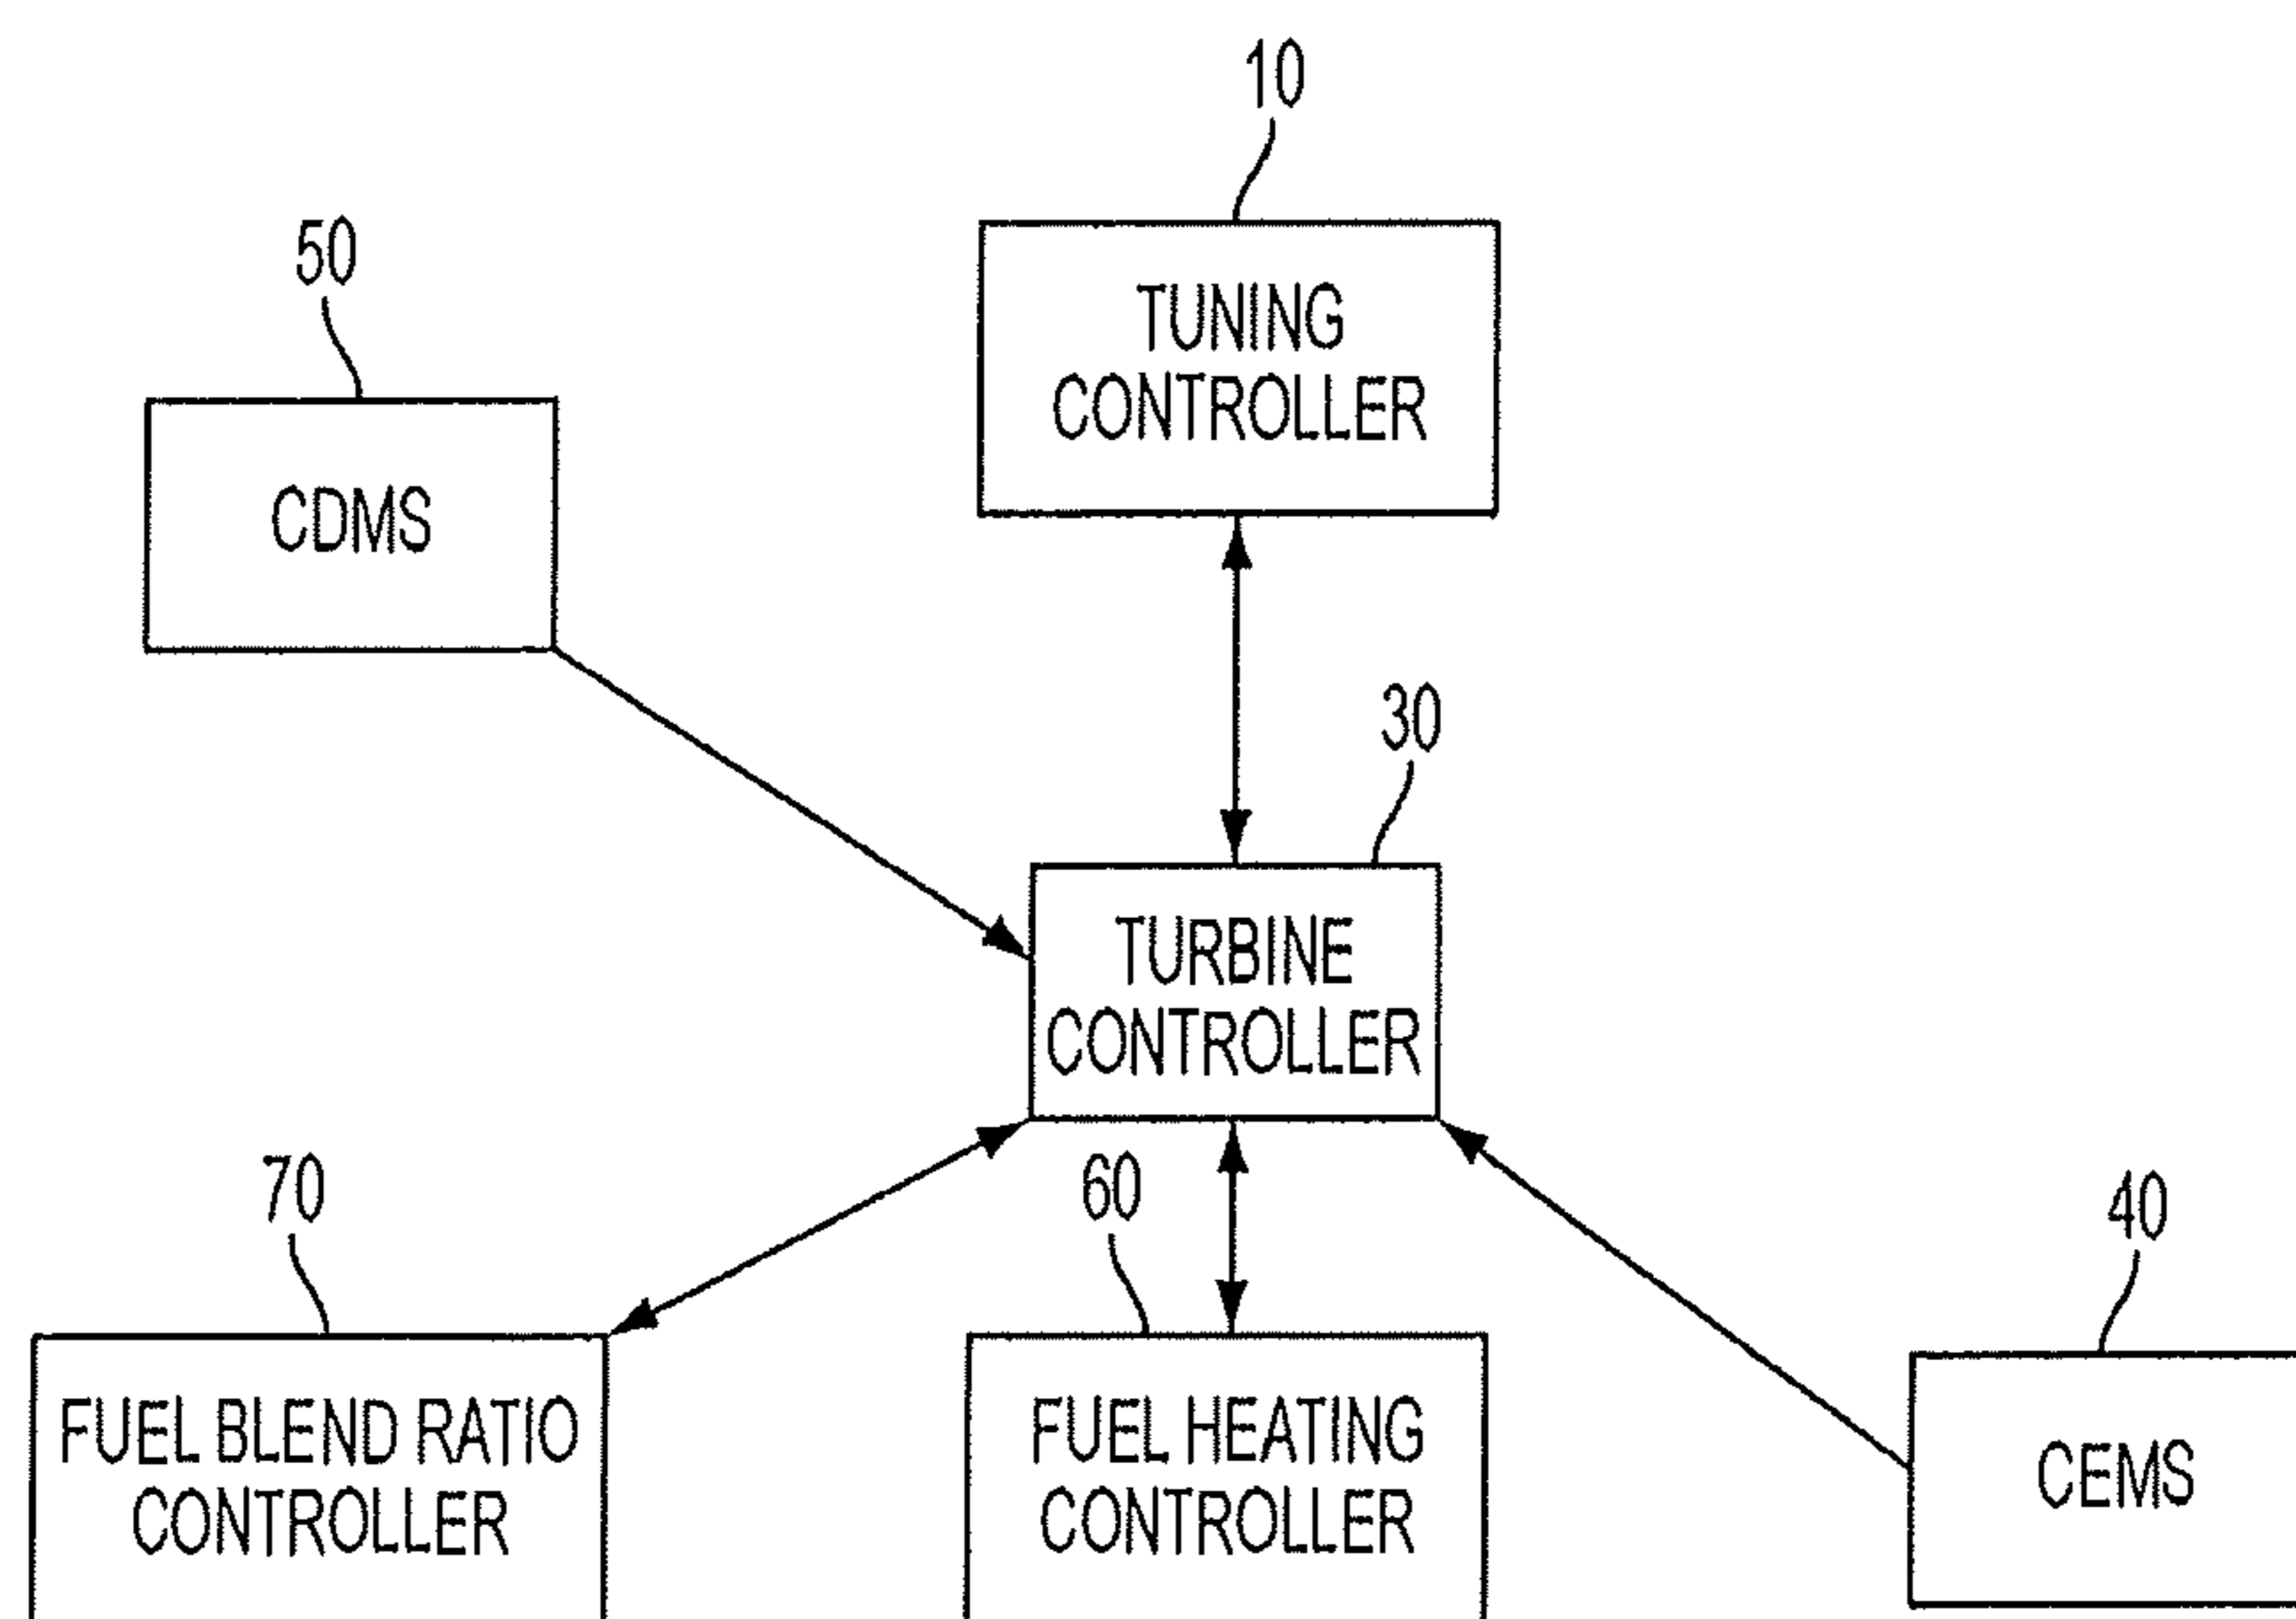 10
50
TUNING
CONTROLLER
CDMS
30
TURBINE
CONTROLLER
70
60
40
FUEL BLEND RATIO
CONTROLLER
FUEL HEATING
CONTROLLER
CEMS